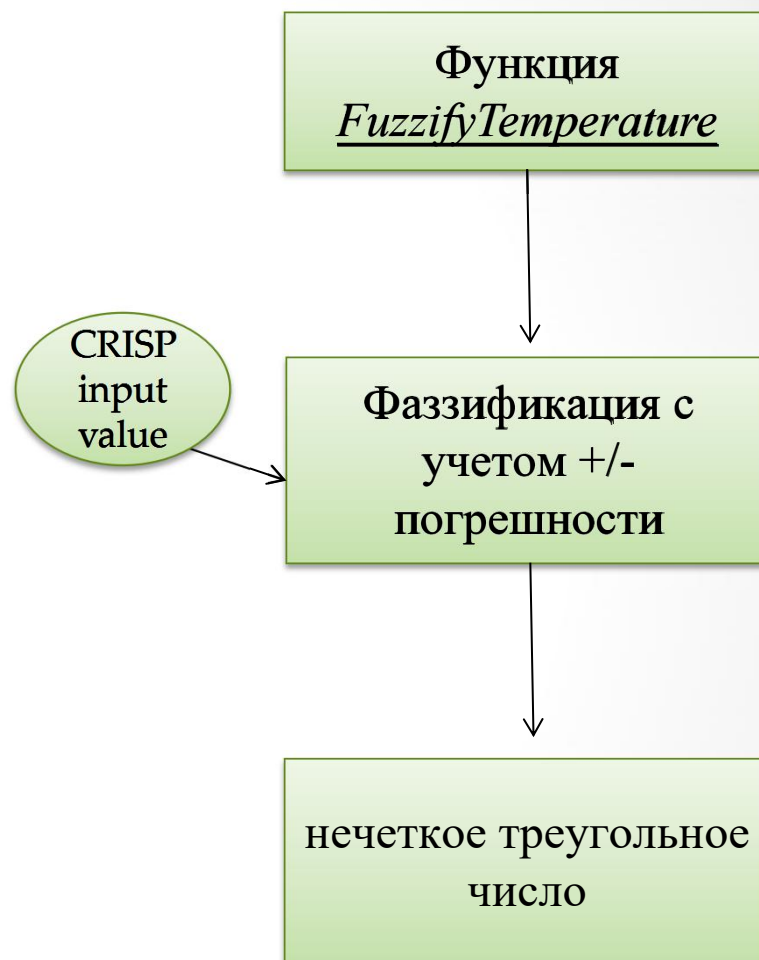 Функция
FuzzifyTemperature
CRISP
input
value
Фаззификация с
учетом +/-
погрешности
нечеткое треугольное
число